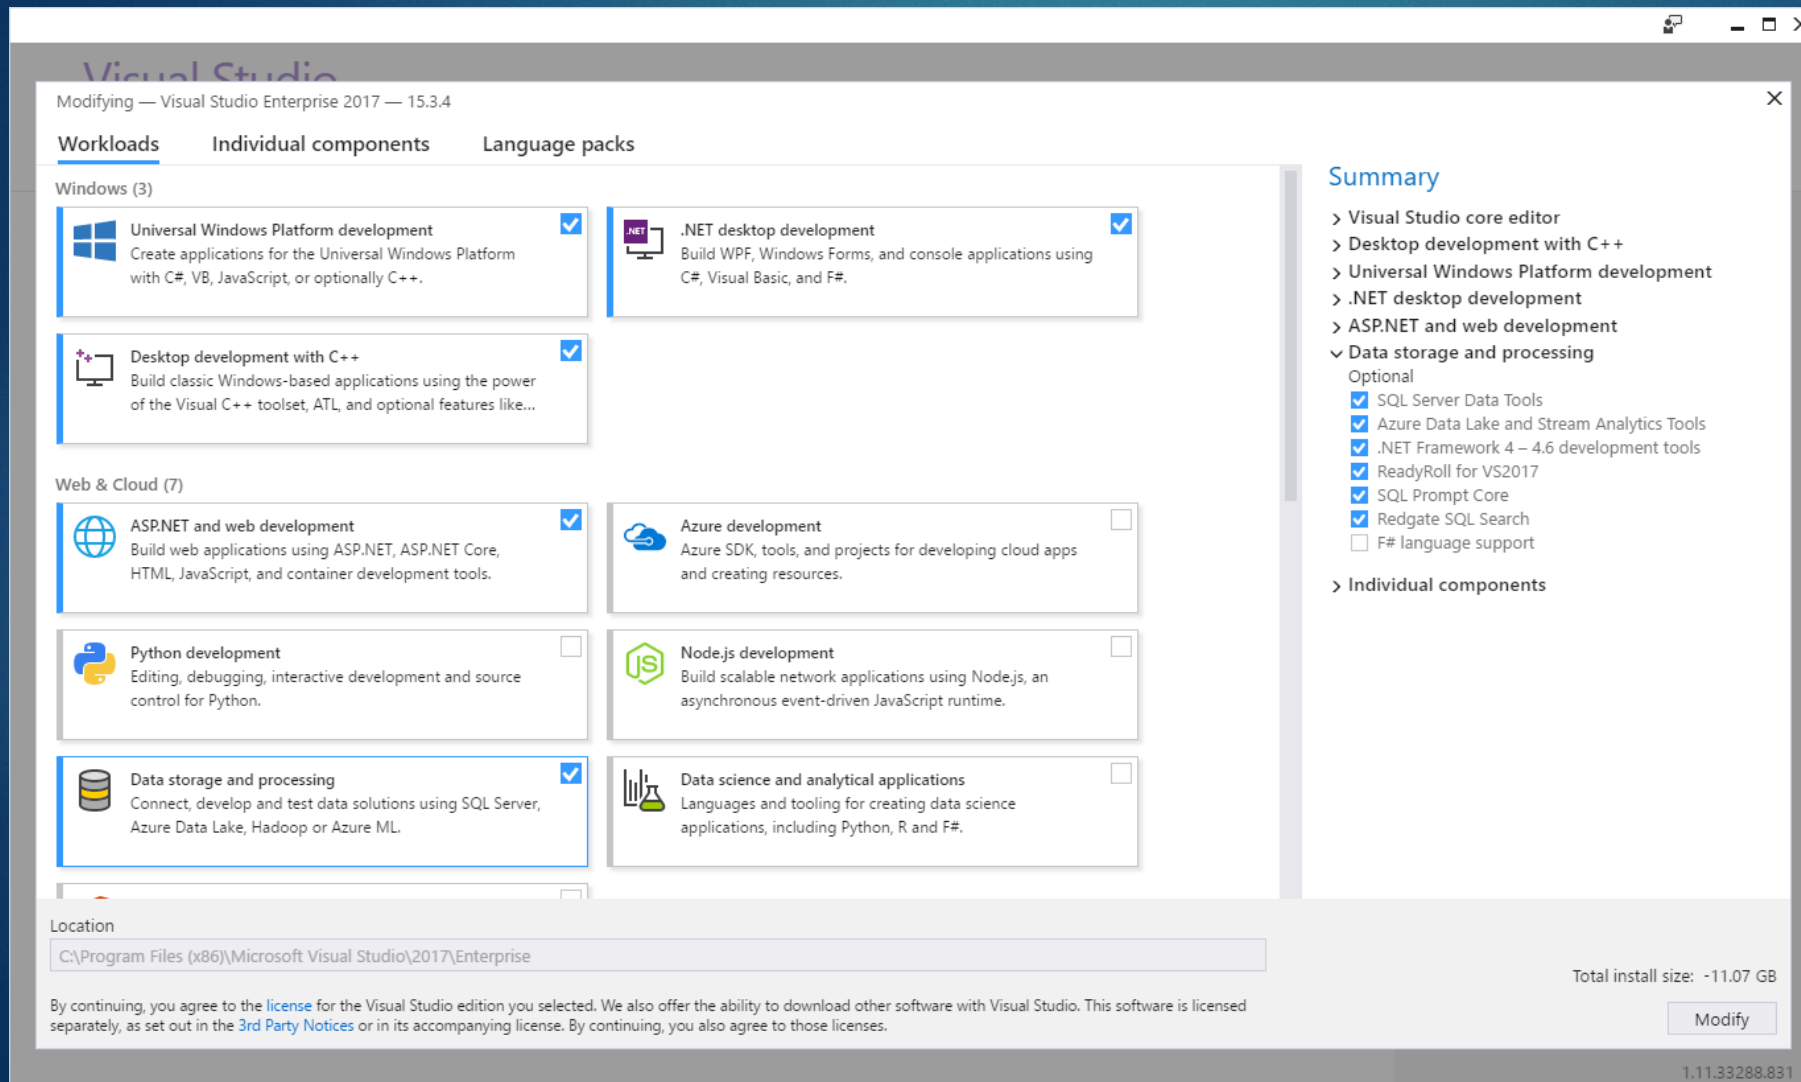 Visual Studio
Modifying — Visual Studio Enterprise 2017 — 15.3.4
Workloads
Individual components
Language packs
Windows (3)
Universal Windows Platform development
Create applications for the Universal Windows Platform
with C#, VB, JavaScript, or optionally C++.
.NET
.NET desktop development
Build WPF, Windows Forms, and console applications using
C#, Visual Basic, and F#.
Desktop development with C++
Build classic Windows-based applications using the power
of the Visual C++ toolset, ATL, and optional features like...
Web & Cloud (7)
ASP.NET and web development
Build web applications using ASP.NET, ASP.NET Core,
HTML, JavaScript, and container development tools.
Azure development
Azure SDK, tools, and projects for developing cloud apps
and creating resources.
Python development
Editing, debugging, interactive development and source
control for Python.
JS
Node.js development
Build scalable network applications using Node.js, an
asynchronous event-driven JavaScript runtime.
Data storage and processing
Connect, develop and test data solutions using SQL Server,
Azure Data Lake, Hadoop or Azure ML.
Data science and analytical applications
Languages and tooling for creating data science
applications, including Python, R and F#.
Summary
Visual Studio core editor
Desktop development with C++
Universal Windows Platform development
.NET desktop development
ASP.NET and web development
Data storage and processing
Optional
SQL Server Data Tools
Azure Data Lake and Stream Analytics Tools
.NET Framework 4 – 4.6 development tools
ReadyRoll for VS2017
SQL Prompt Core
Redgate SQL Search
F# language support
Individual components
Location
C:\Program Files (x86)\Microsoft Visual Studio\2017\Enterprise
By continuing, you agree to the license for the Visual Studio edition you selected. We also offer the ability to download other software with Visual Studio. This software is licensed
separately, as set out in the 3rd Party Notices or in its accompanying license. By continuing, you also agree to those licenses.
Total install size: -11.07 GB
Modify
1.11.33288.831